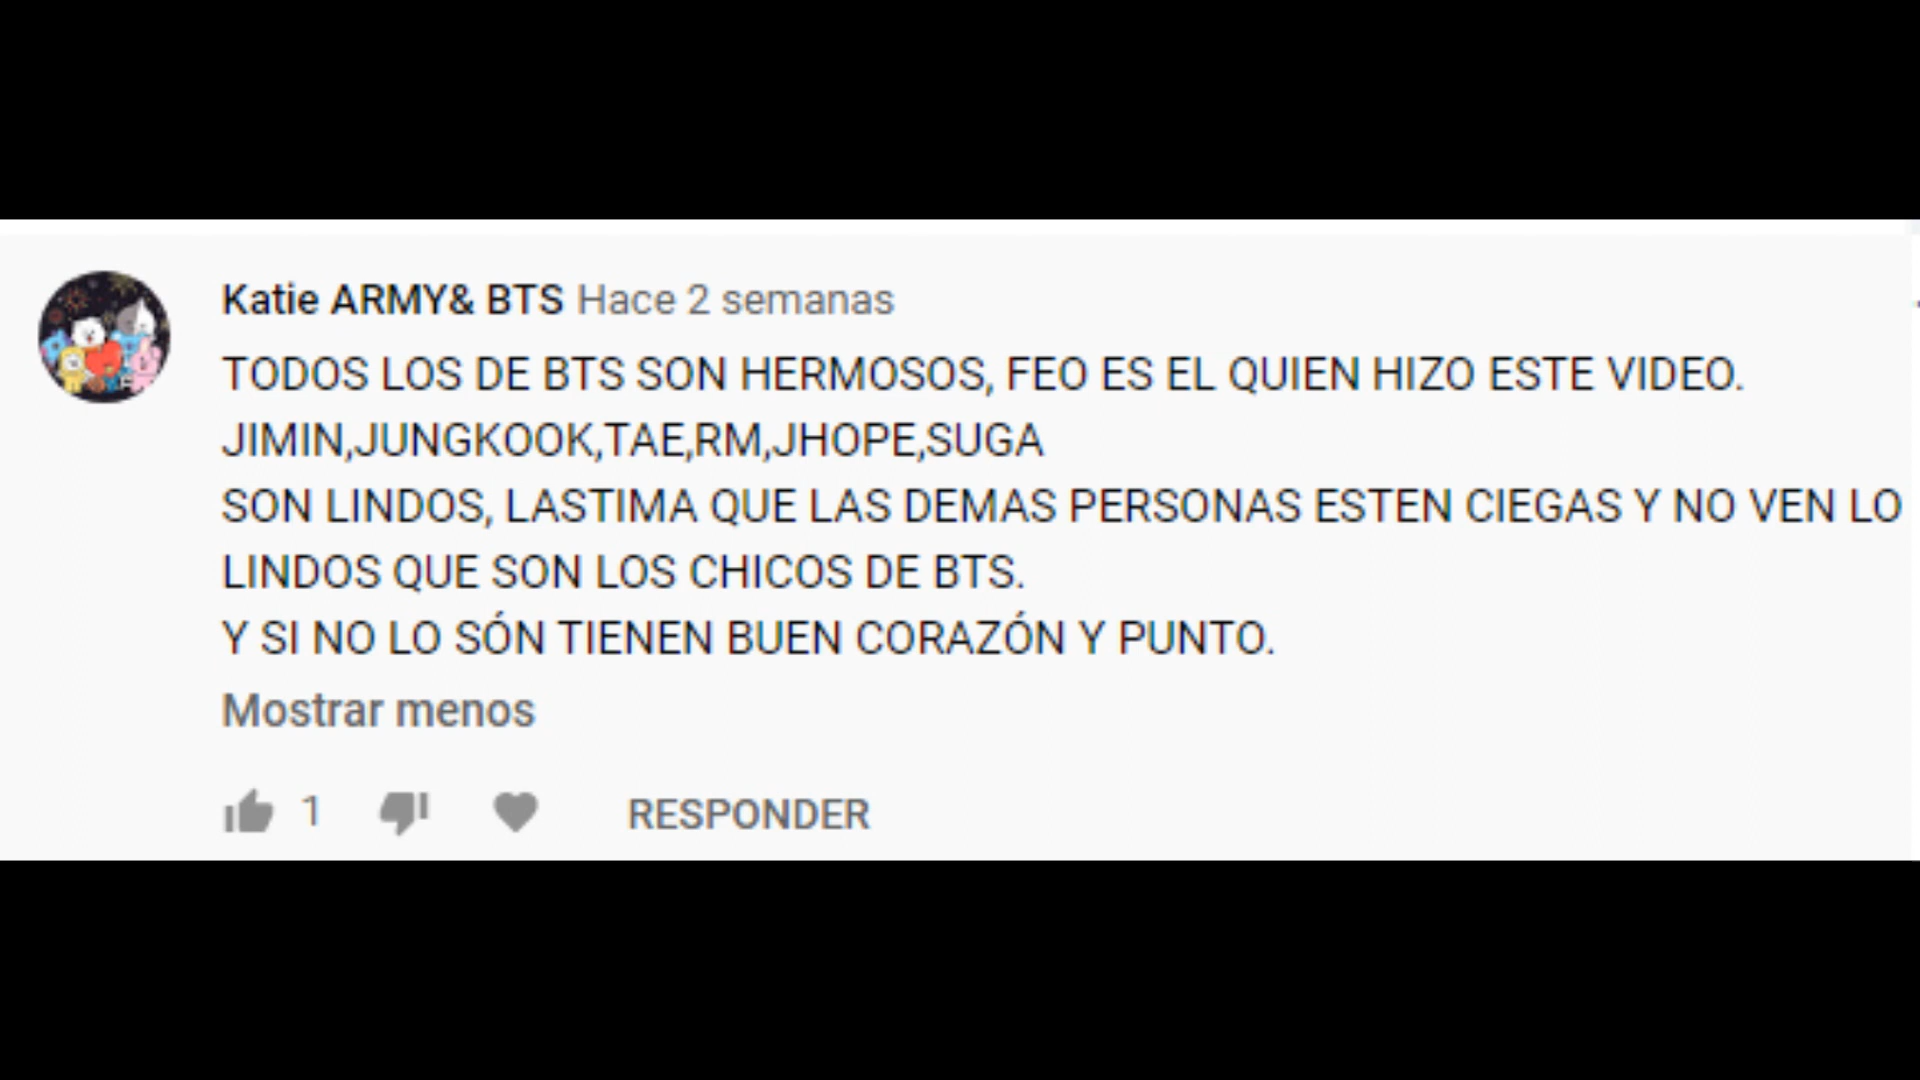 Katie ARMY& BTS Hace 2 semanas
TODOS LOS DE BTS SON HERMOSOS, FEO ES EL QUIEN HIZO ESTE VIDEO.
JIMIN,JUNGKOOK,TAE,RM,JHOPE,SUGA
SON LINDOS, LASTIMA QUE LAS DEMAS PERSONAS ESTEN CIEGAS Y NO VEN LO
LINDOS QUE SON LOS CHICOS DE BTS.
Y SI NO LO SÓN TIENEN BUEN CORAZÓN Y PUNTO.
Mostrar menos
1 RESPONDER